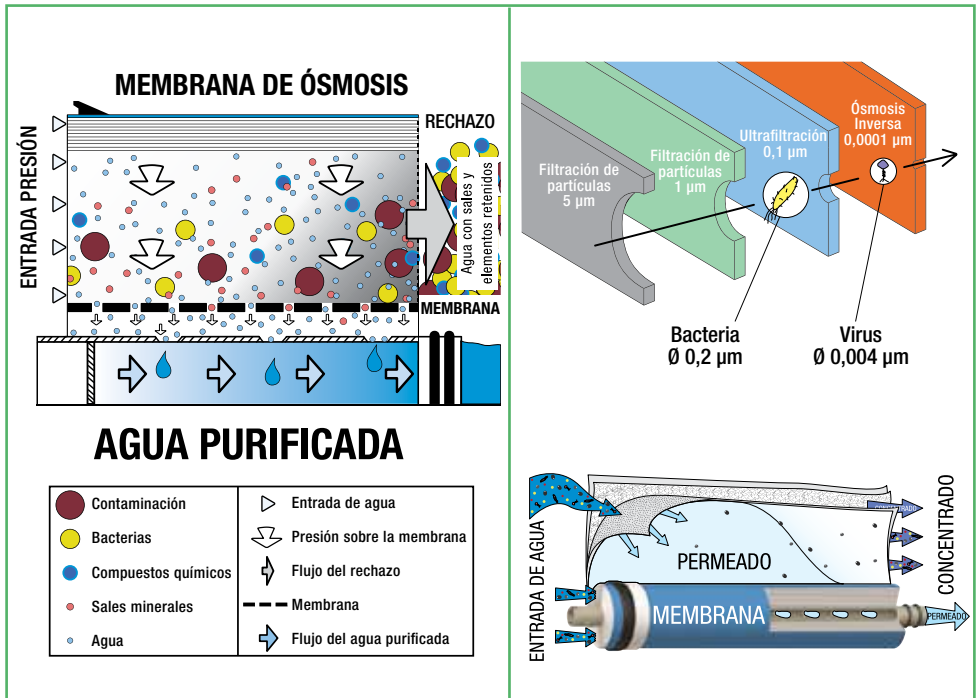 MEMBRANA DE ÓSMOSIS
ENTRADA PRESIÓN
RECHAZO
Agua con sales y
elementos retenidos
MEMBRANA
AGUA PURIFICADA
Contaminación
Bacterias
Compuestos químicos
Sales minerales
Agua
Entrada de agua
Presión sobre la membrana
Flujo del rechazo
Membrana
Flujo del agua purificada
Filtración de
partículas
5 µm
Filtración de
partículas
1 µm
Ultrafiltración
0,1 µm
Ósmosis
Inversa
0,0001 µm
Bacteria
Ø 0,2 µm
Virus
Ø 0,004 µm
ENTRADA DE AGUA
PERMEADO
MEMBRANA
CONCENTRADO
CONCENTRADO
PERMEADO